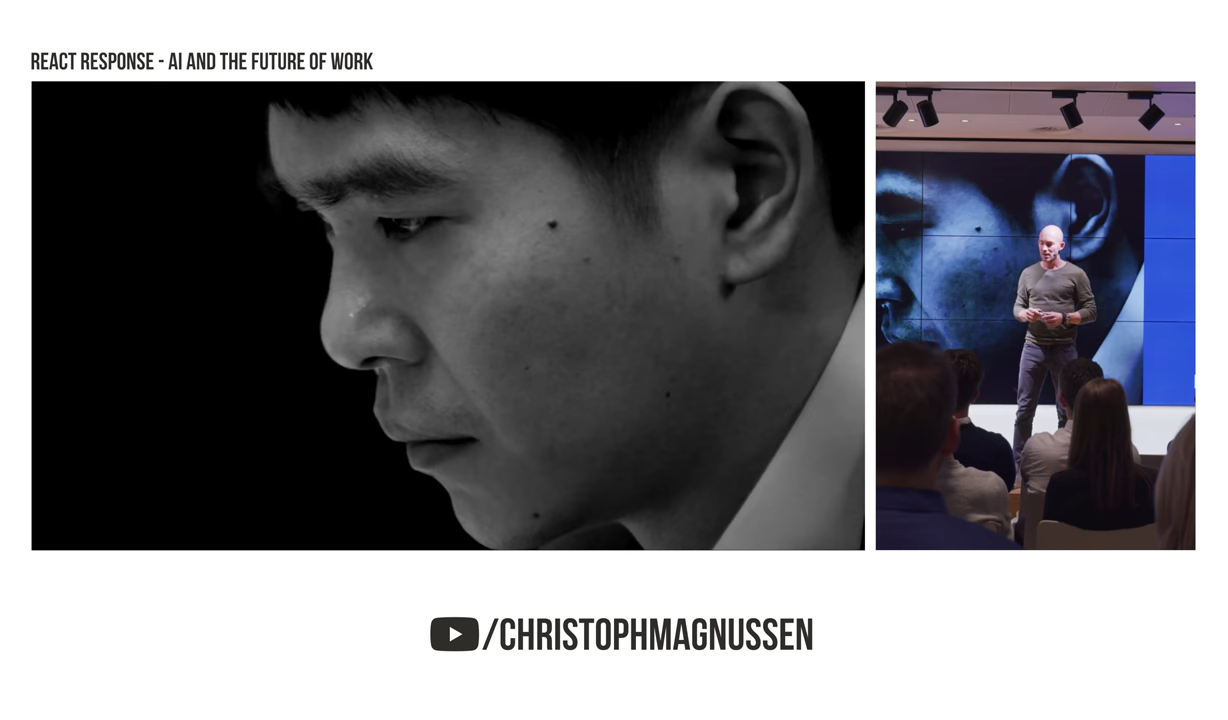 REACT RESPONSE - AI AND THE FUTURE OF WORK
/CHRISTOPHMAGNUSSEN